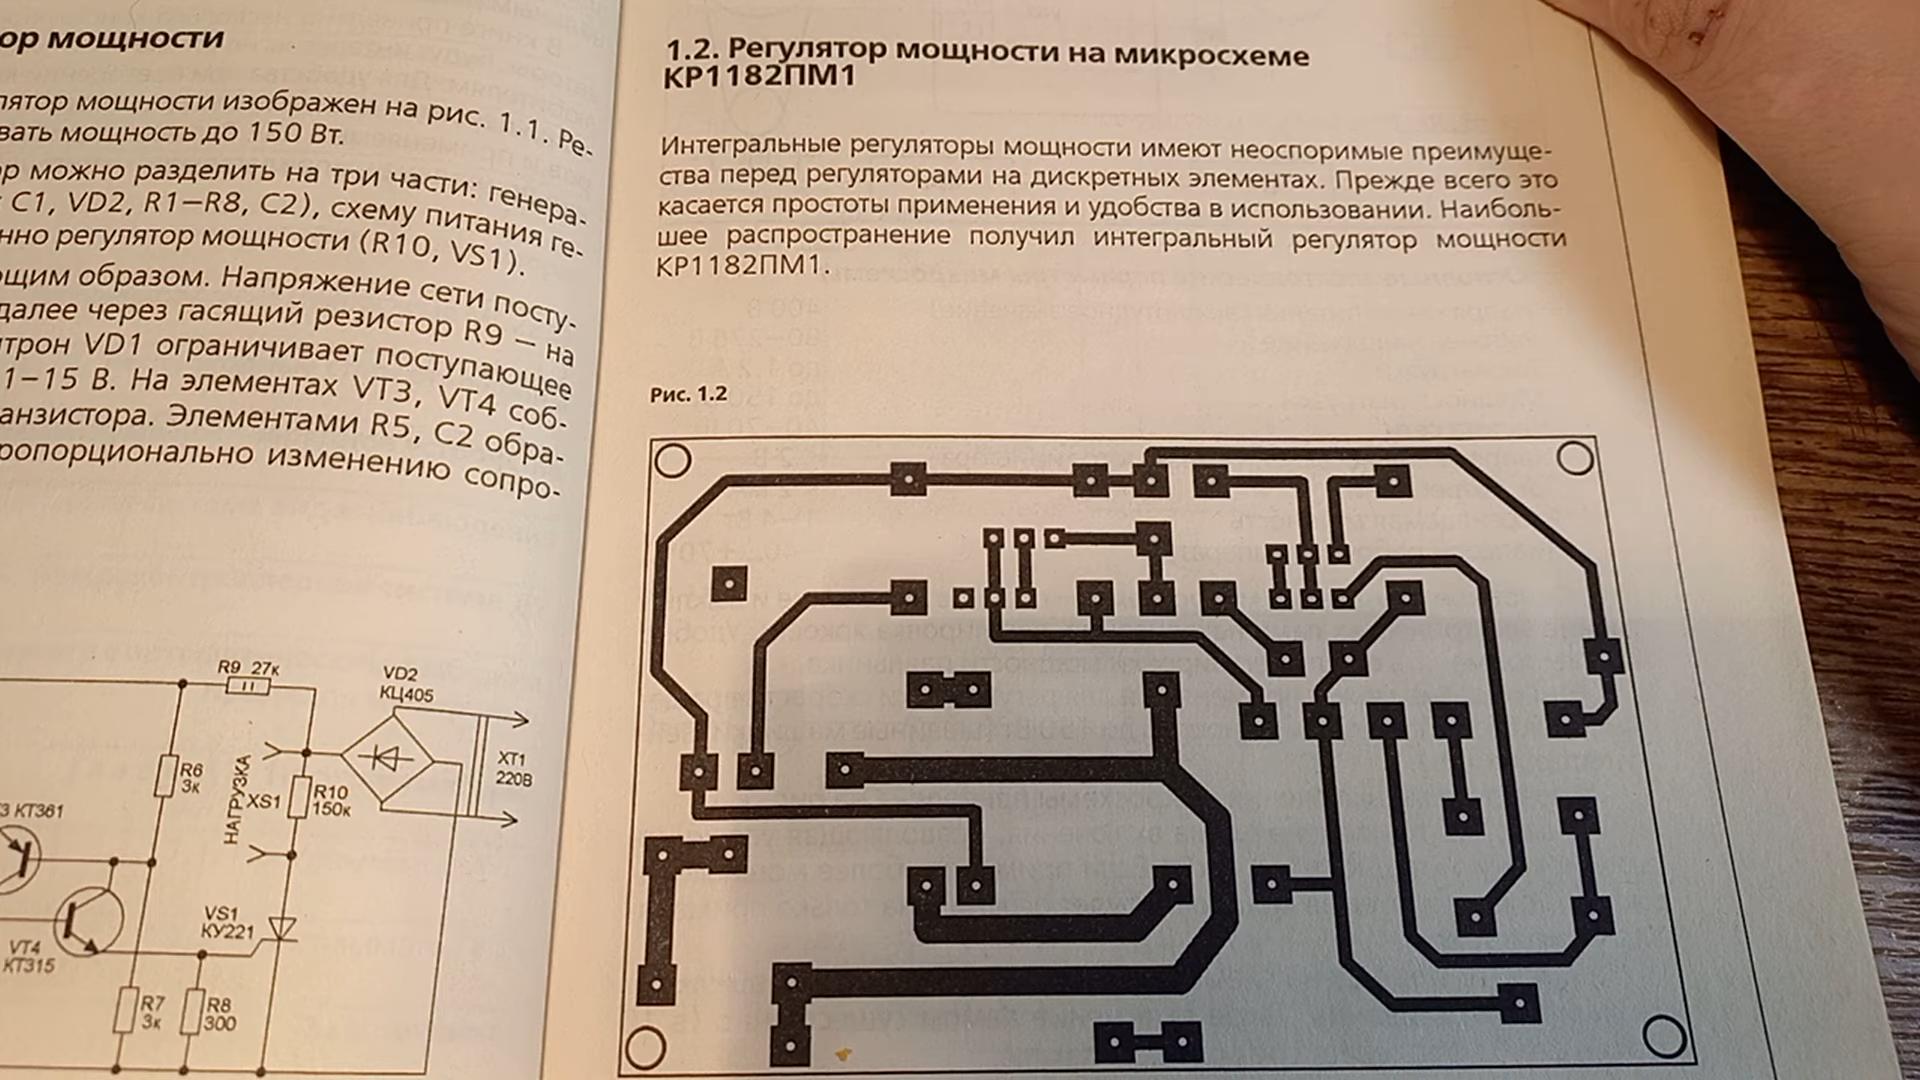 ор мощности
лятор мощности изображен на рис. 1.1. Ре-
вать мощность до 150 Вт.
ор можно разделить на три части: генера-
С1, VD2, R1–R8, С2), схему питания ге-
нно регулятор мощности (R10, VS1).
ющим образом. Напряжение сети посту-
далее через гасящий резистор R9 – на
трон VD1 ограничивает поступающее
1–15 В. На элементах VT3, VT4 соб-
анзистора. Элементами R5, С2 обра-
ропорционально изменению сопро-
R9 27к
VD2
КЦ405
R6
3к
НАГРУЗКА
XS1
R10
150к
ХТ1
220В
3 КТ361
VS1
КУ221
VT4
КТ315
R7
3к
R8
300
1.2. Регулятор мощности на микросхеме
КР1182ПМ1
Интегральные регуляторы мощности имеют неоспоримые преимуще-
ства перед регуляторами на дискретных элементах. Прежде всего это
касается простоты применения и удобства в использовании. Наиболь-
шее распространение получил интегральный регулятор мощности
КР1182ПМ1.
Рис. 1.2